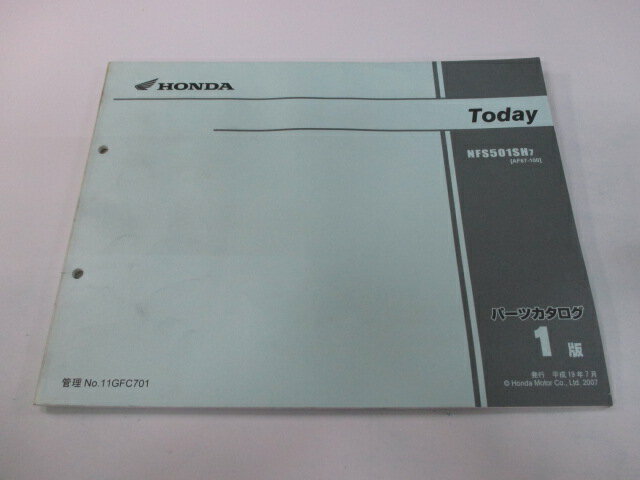 HONDA
Today
NFS501SH7
[AF67-100]
パーツカタログ
1版
発行 平成19年7月
© Honda Motor Co., Ltd. 2007
管理 No.11GFC701